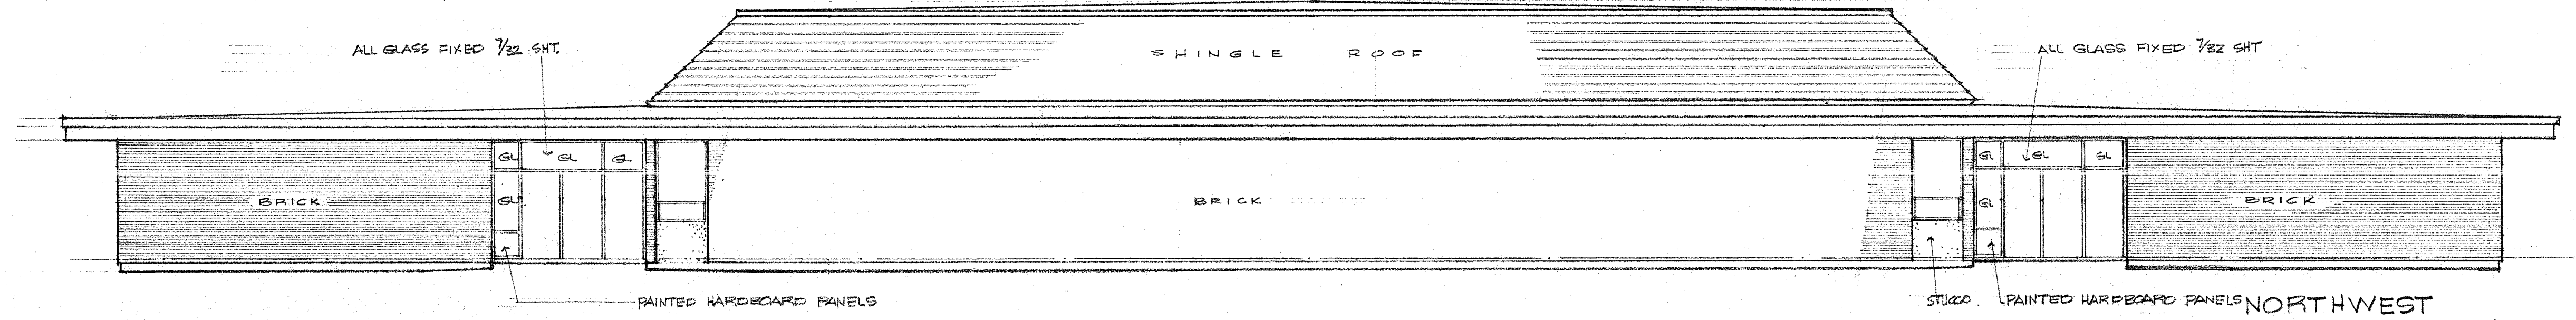 ALL GLASS FIXED 7/32 SHT.
SHINGLE ROOF
ALL GLASS FIXED 7/32 SHT
GL GL GL
GL GL GL
BRICK
GL
BRICK
GL
BRICK
PAINTED HARDBOARD PANELS
STUCCO
PAINTED HARDBOARD PANELS
NORTHWEST